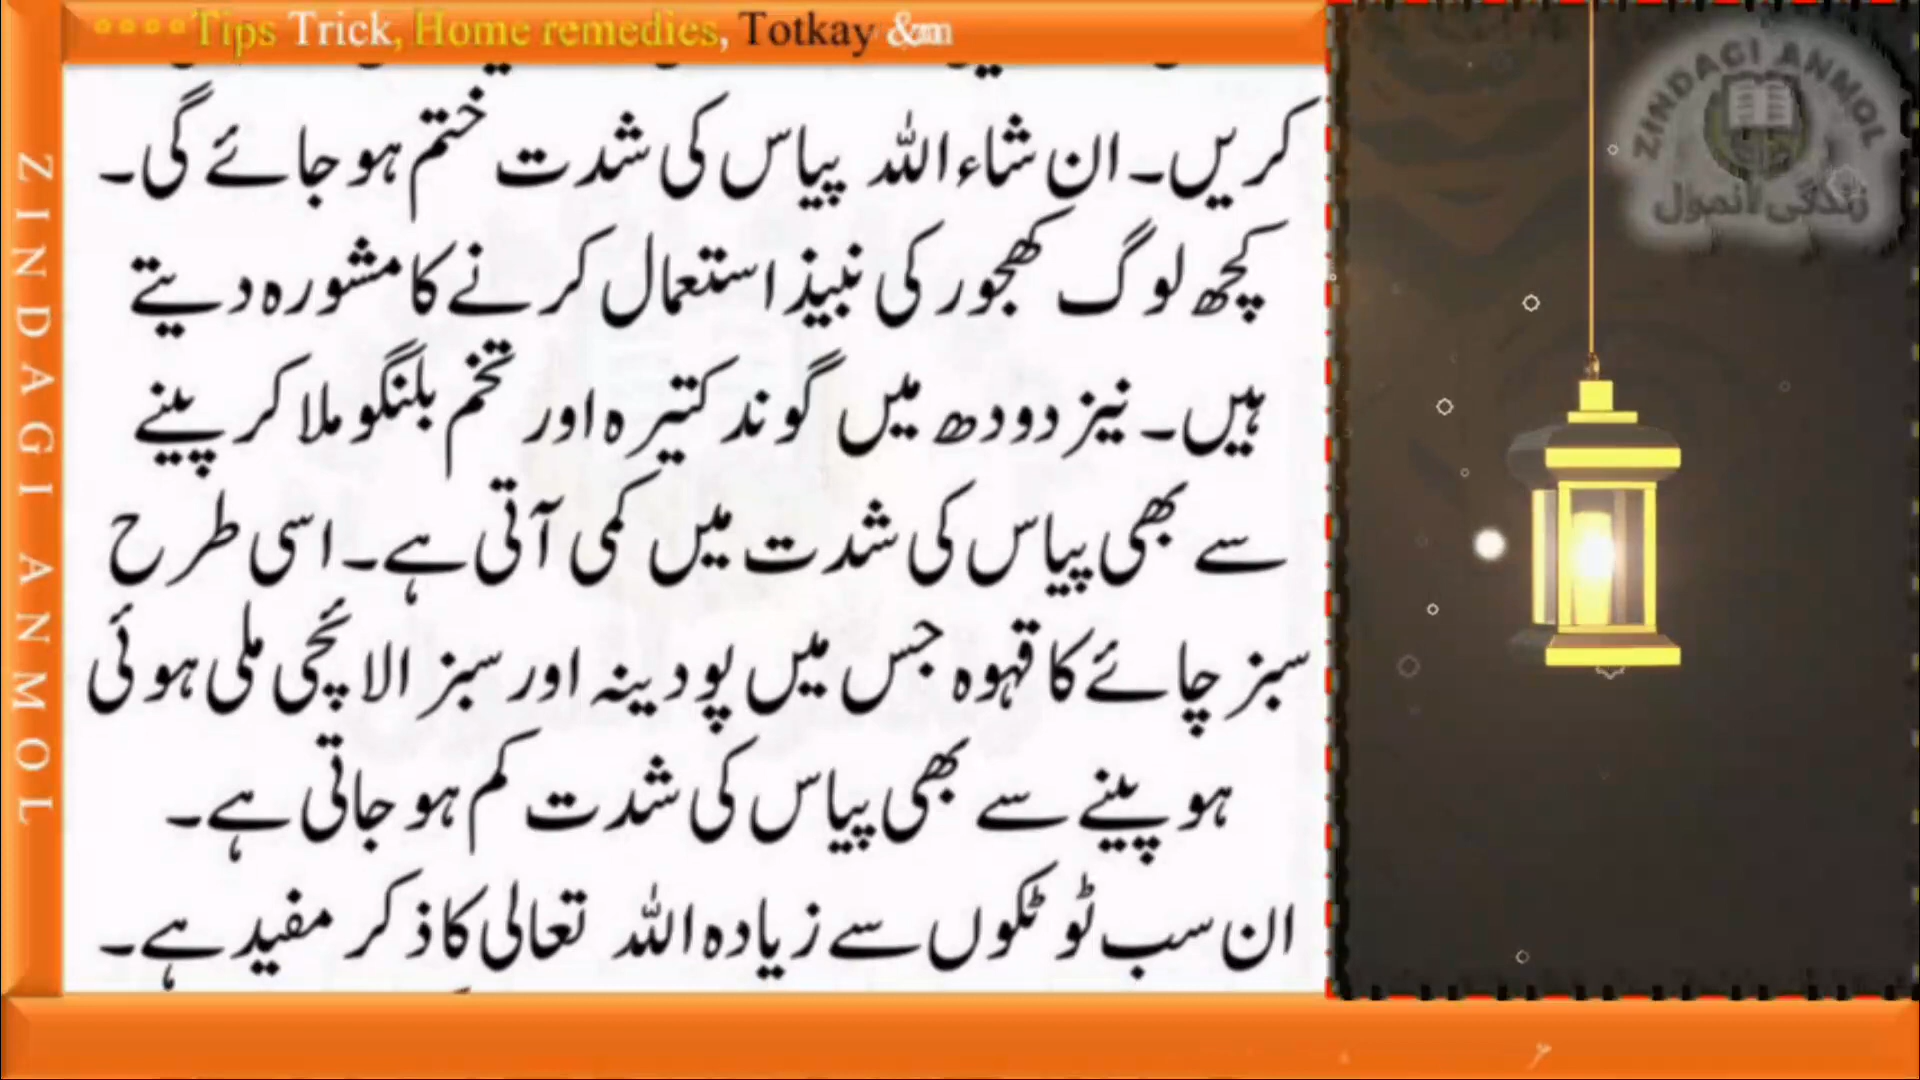 Tips Trick, Home remedies, Totkay &
ZINDAGI ANMOL
ZINDAGI ANMOL
زندگی انمول
کریں۔ ان شاء اللہ پیاس کی شدت ختم ہو جائے گی۔
کچھ لوگ کھجور کی نبیذ استعمال کرنے کا مشورہ دیتے
ہیں۔ نیز دودھ میں گوند کتیرہ اور تخم بلنگو ملا کر پینے
سے بھی پیاس کی شدت میں کمی آتی ہے۔ اسی طرح
سبز چائے کا قہوہ جس میں پودینہ اور سبز الائچی ملی ہوئی
ہو پینے سے بھی پیاس کی شدت کم ہو جاتی ہے۔
ان سب ٹوٹکوں سے زیادہ اللہ تعالی کا ذکر مفید ہے۔